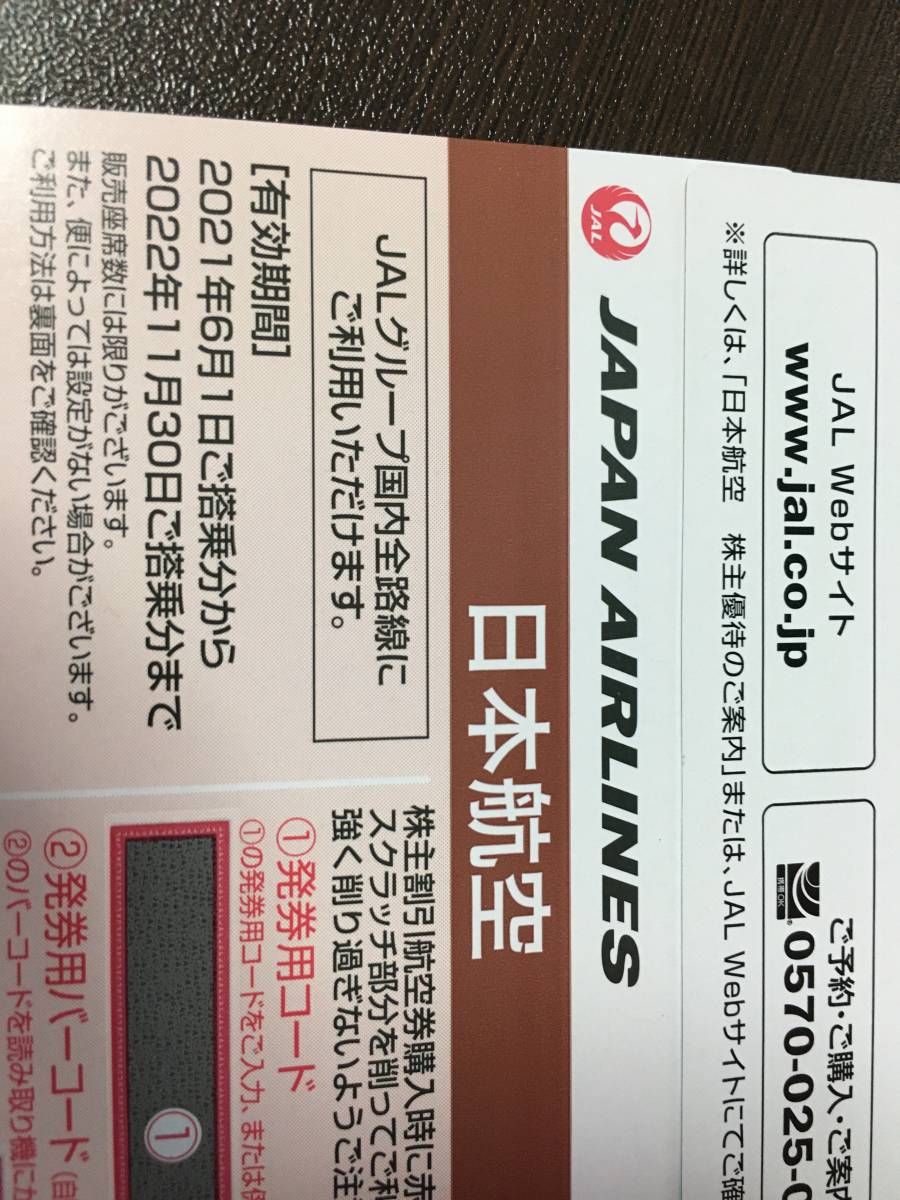 JAL Webサイト
www.jal.co.jp
ご予約・ご購入・ご案内
携帯OK
0570-025-0
※詳しくは、「日本航空 株主優待のご案内」または、JAL Webサイトにてご確
JAL
JAPAN AIRLINES
日本航空
JALグループ国内全路線に
ご利用いただけます。
[有効期間]
2021年6月1日ご搭乗分から
2022年11月30日ご搭乗分まで
販売座席数には限りがございます。
また、便によっては設定がない場合がございます。
ご利用方法は裏面をご確認ください。
株主割引航空券購入時に赤
スクラッチ部分を削ってご利
強く削り過ぎないようご注
①発券用コード
①の発券用コードをご入力、または係
①
②発券用バーコード (自
②のバーコードを読み取り機にか